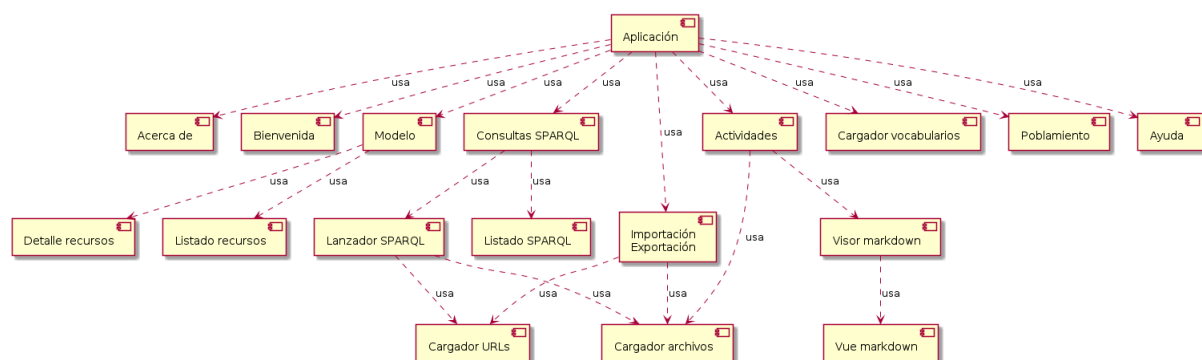 Aplicación
usa
usa
usa
usa
usa
usa
usa
usa
usa
Acerca de
Bienvenida
Modelo
Consultas SPARQL
Actividades
Cargador vocabularios
Poblamiento
Ayuda
usa
usa
usa
usa
usa
Detalle recursos
Listado recursos
Lanzador SPARQL
Listado SPARQL
Importación
Exportación
usa
Visor markdown
usa
usa
usa
usa
usa
Cargador URLs
Cargador archivos
Vue markdown